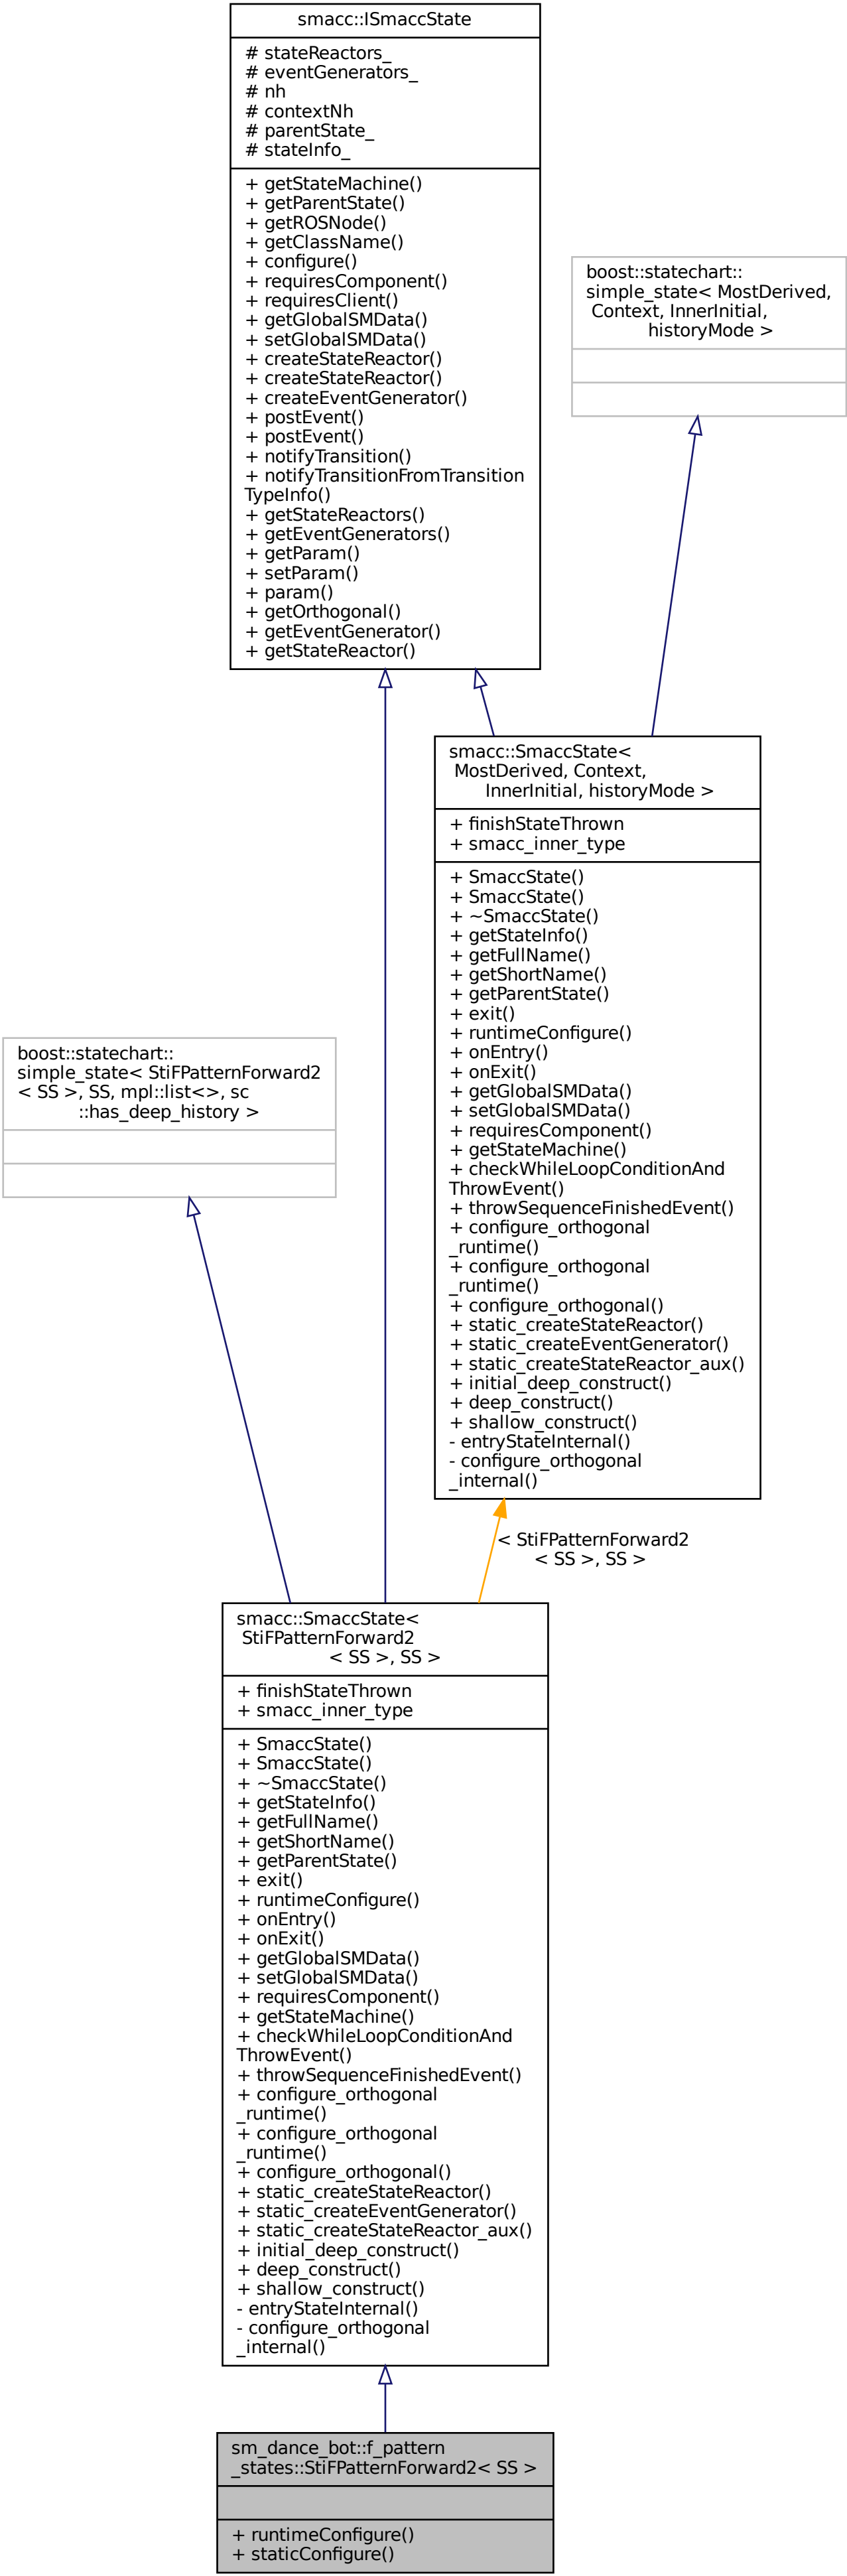 smacc::ISmaccState
# stateReactors_
# eventGenerators_
# nh
# contextNh
# parentState_
# stateInfo_
+ getStateMachine()
+ getParentState()
+ getROSNode()
+ getClassName()
+ configure()
+ requiresComponent()
+ requiresClient()
+ getGlobalSMData()
+ setGlobalSMData()
+ createStateReactor()
+ createStateReactor()
+ createEventGenerator()
+ postEvent()
+ postEvent()
+ notifyTransition()
+ notifyTransitionFromTransition
TypeInfo()
+ getStateReactors()
+ getEventGenerators()
+ getParam()
+ setParam()
+ param()
+ getOrthogonal()
+ getEventGenerator()
+ getStateReactor()
boost::statechart::
simple_state< MostDerived,
Context, InnerInitial,
historyMode >
smacc::SmaccState<
MostDerived, Context,
InnerInitial, historyMode >
+ finishStateThrown
+ smacc_inner_type
+ SmaccState()
+ SmaccState()
+ ~SmaccState()
+ getStateInfo()
+ getFullName()
+ getShortName()
+ getParentState()
+ exit()
+ runtimeConfigure()
+ onEntry()
+ onExit()
+ getGlobalSMData()
+ setGlobalSMData()
+ requiresComponent()
+ getStateMachine()
+ checkWhileLoopConditionAnd
ThrowEvent()
+ throwSequenceFinishedEvent()
+ configure_orthogonal
_runtime()
+ configure_orthogonal
_runtime()
+ configure_orthogonal()
+ static_createStateReactor()
+ static_createEventGenerator()
+ static_createStateReactor_aux()
+ initial_deep_construct()
+ deep_construct()
+ shallow_construct()
- entryStateInternal()
- configure_orthogonal
_internal()
boost::statechart::
simple_state< StiFPatternForward2
< SS >, SS, mpl::list<>, sc
::has_deep_history >
< StiFPatternForward2
< SS >, SS >
smacc::SmaccState<
StiFPatternForward2
< SS >, SS >
+ finishStateThrown
+ smacc_inner_type
+ SmaccState()
+ SmaccState()
+ ~SmaccState()
+ getStateInfo()
+ getFullName()
+ getShortName()
+ getParentState()
+ exit()
+ runtimeConfigure()
+ onEntry()
+ onExit()
+ getGlobalSMData()
+ setGlobalSMData()
+ requiresComponent()
+ getStateMachine()
+ checkWhileLoopConditionAnd
ThrowEvent()
+ throwSequenceFinishedEvent()
+ configure_orthogonal
_runtime()
+ configure_orthogonal
_runtime()
+ configure_orthogonal()
+ static_createStateReactor()
+ static_createEventGenerator()
+ static_createStateReactor_aux()
+ initial_deep_construct()
+ deep_construct()
+ shallow_construct()
- entryStateInternal()
- configure_orthogonal
_internal()
sm_dance_bot::f_pattern
_states::StiFPatternForward2< SS >
+ runtimeConfigure()
+ staticConfigure()